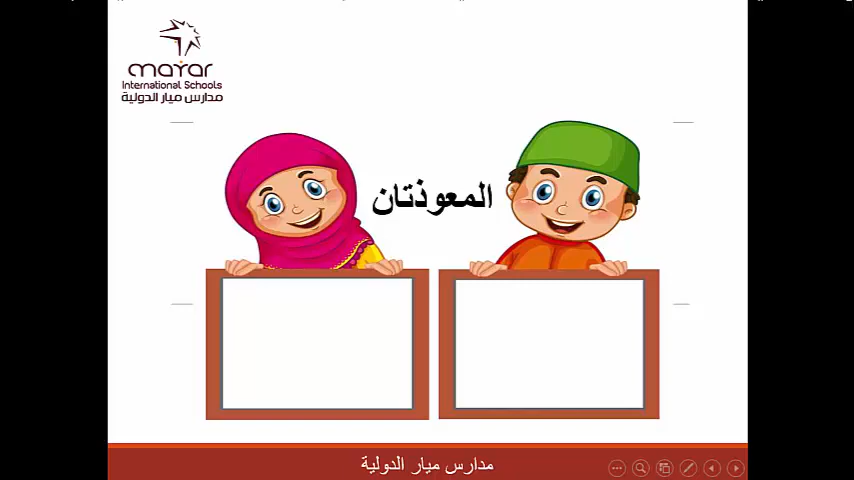 mayar
International Schools
مدارس ميار الدولية
المعوذتان
مدارس ميار الدولية